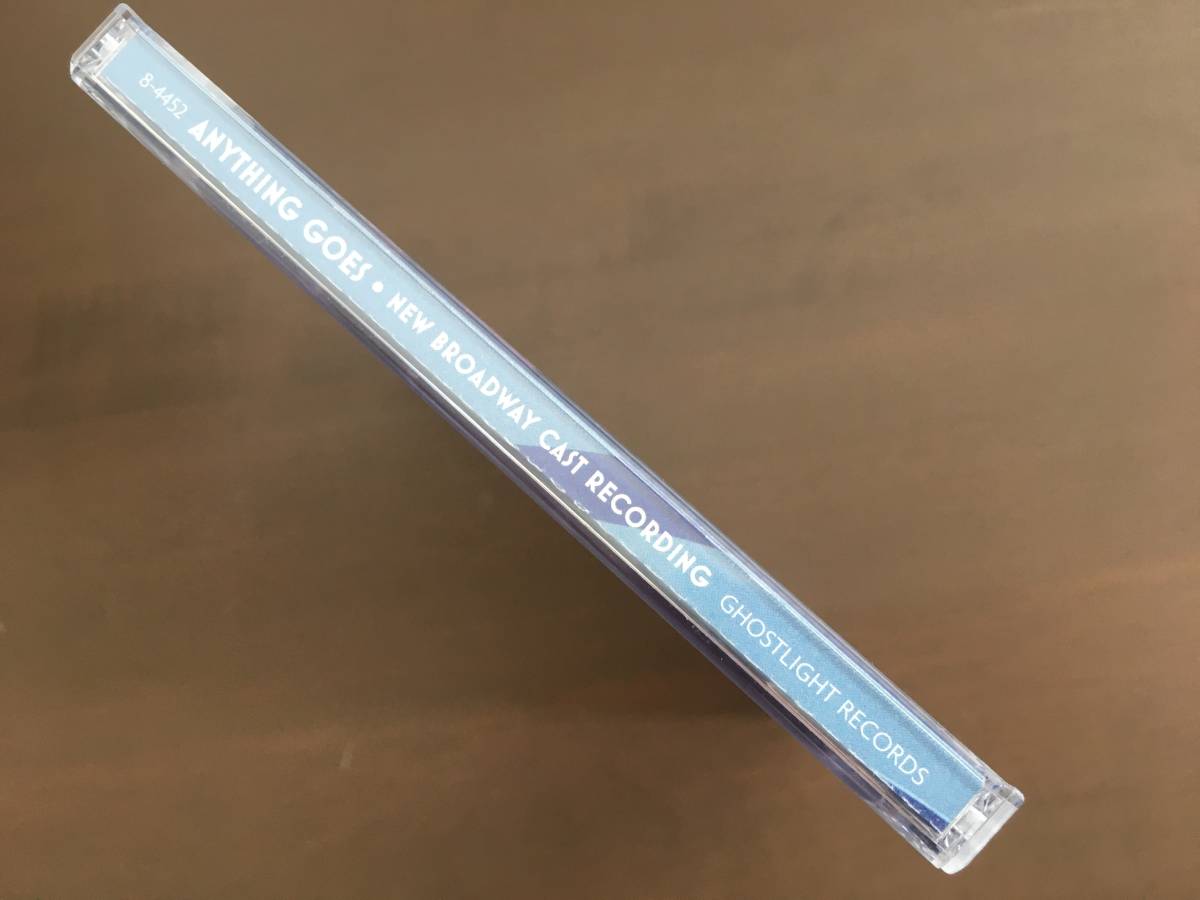 8-4452 ANYTHING GOES • NEW BROADWAY CAST RECORDING GHOSTLIGHT RECORDS